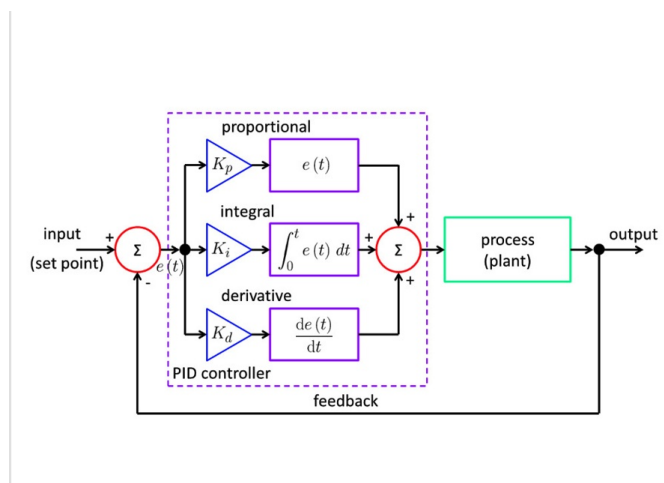 proportional
K_p
e(t)
+
integral
input
+
(set point)
Σ
e(t)
-
K_i
∫_0^t e(t) dt
+
Σ
+
process
(plant)
output
derivative
K_d
de(t)
dt
PID controller
feedback